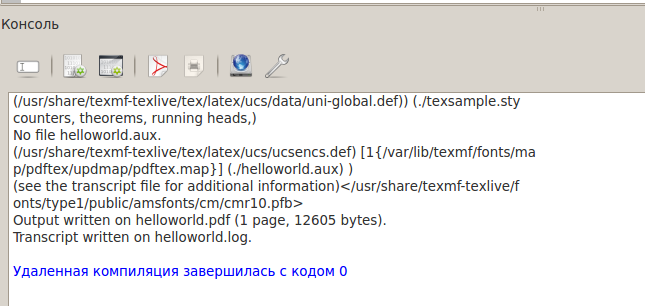 Консоль
(/usr/share/texmf-texlive/tex/latex/ucs/data/uni-global.def)) (./texsample.sty
counters, theorems, running heads,)
No file helloworld.aux.
(/usr/share/texmf-texlive/tex/latex/ucs/ucsencs.def) [1{/var/lib/texmf/fonts/ma
p/pdftex/updmap/pdftex.map}] (./helloworld.aux) )
(see the transcript file for additional information)</usr/share/texmf-texlive/f
onts/type1/public/amsfonts/cm/cmr10.pfb>
Output written on helloworld.pdf (1 page, 12605 bytes).
Transcript written on helloworld.log.
Удаленная компиляция завершилась с кодом 0